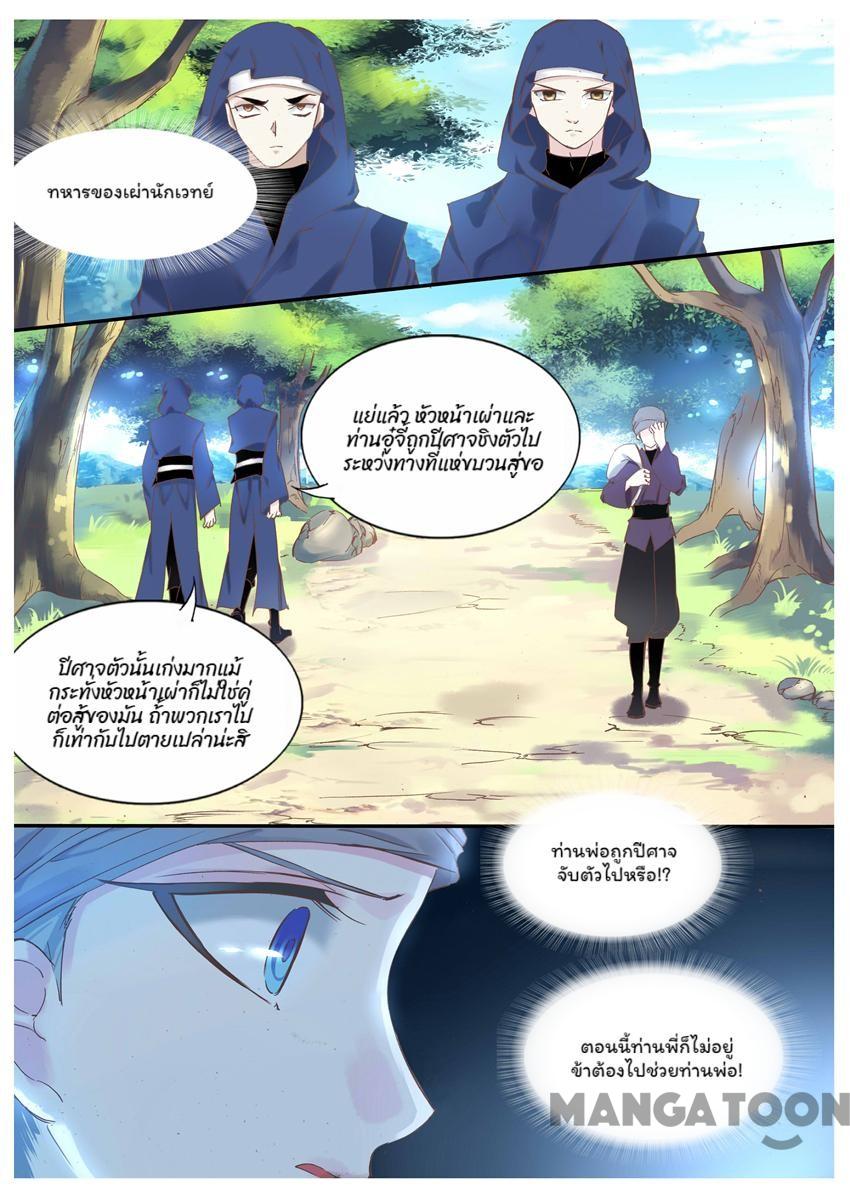 ทหารของเผ่านักเวทย์
แย่แล้ว หัวหน้าเผ่าและ
ท่านอู๋จี๋ถูกปีศาจชิงตัวไป
ระหว่างทางที่แห่ขบวนสู่ขอ
ปีศาจตัวนั้นเก่งมากแม้
กระทั่งหัวหน้าเผ่าก็ไม่ใช่คู่
ต่อสู้ของมัน ถ้าพวกเราไป
ก็เท่ากับไปตายเปล่าน่ะสิ
ท่านพ่อถูกปีศาจ
จับตัวไปหรือ!?
ตอนนี้ท่านพี่ก็ไม่อยู่
ข้าต้องไปช่วยท่านพ่อ!
MANGATOON